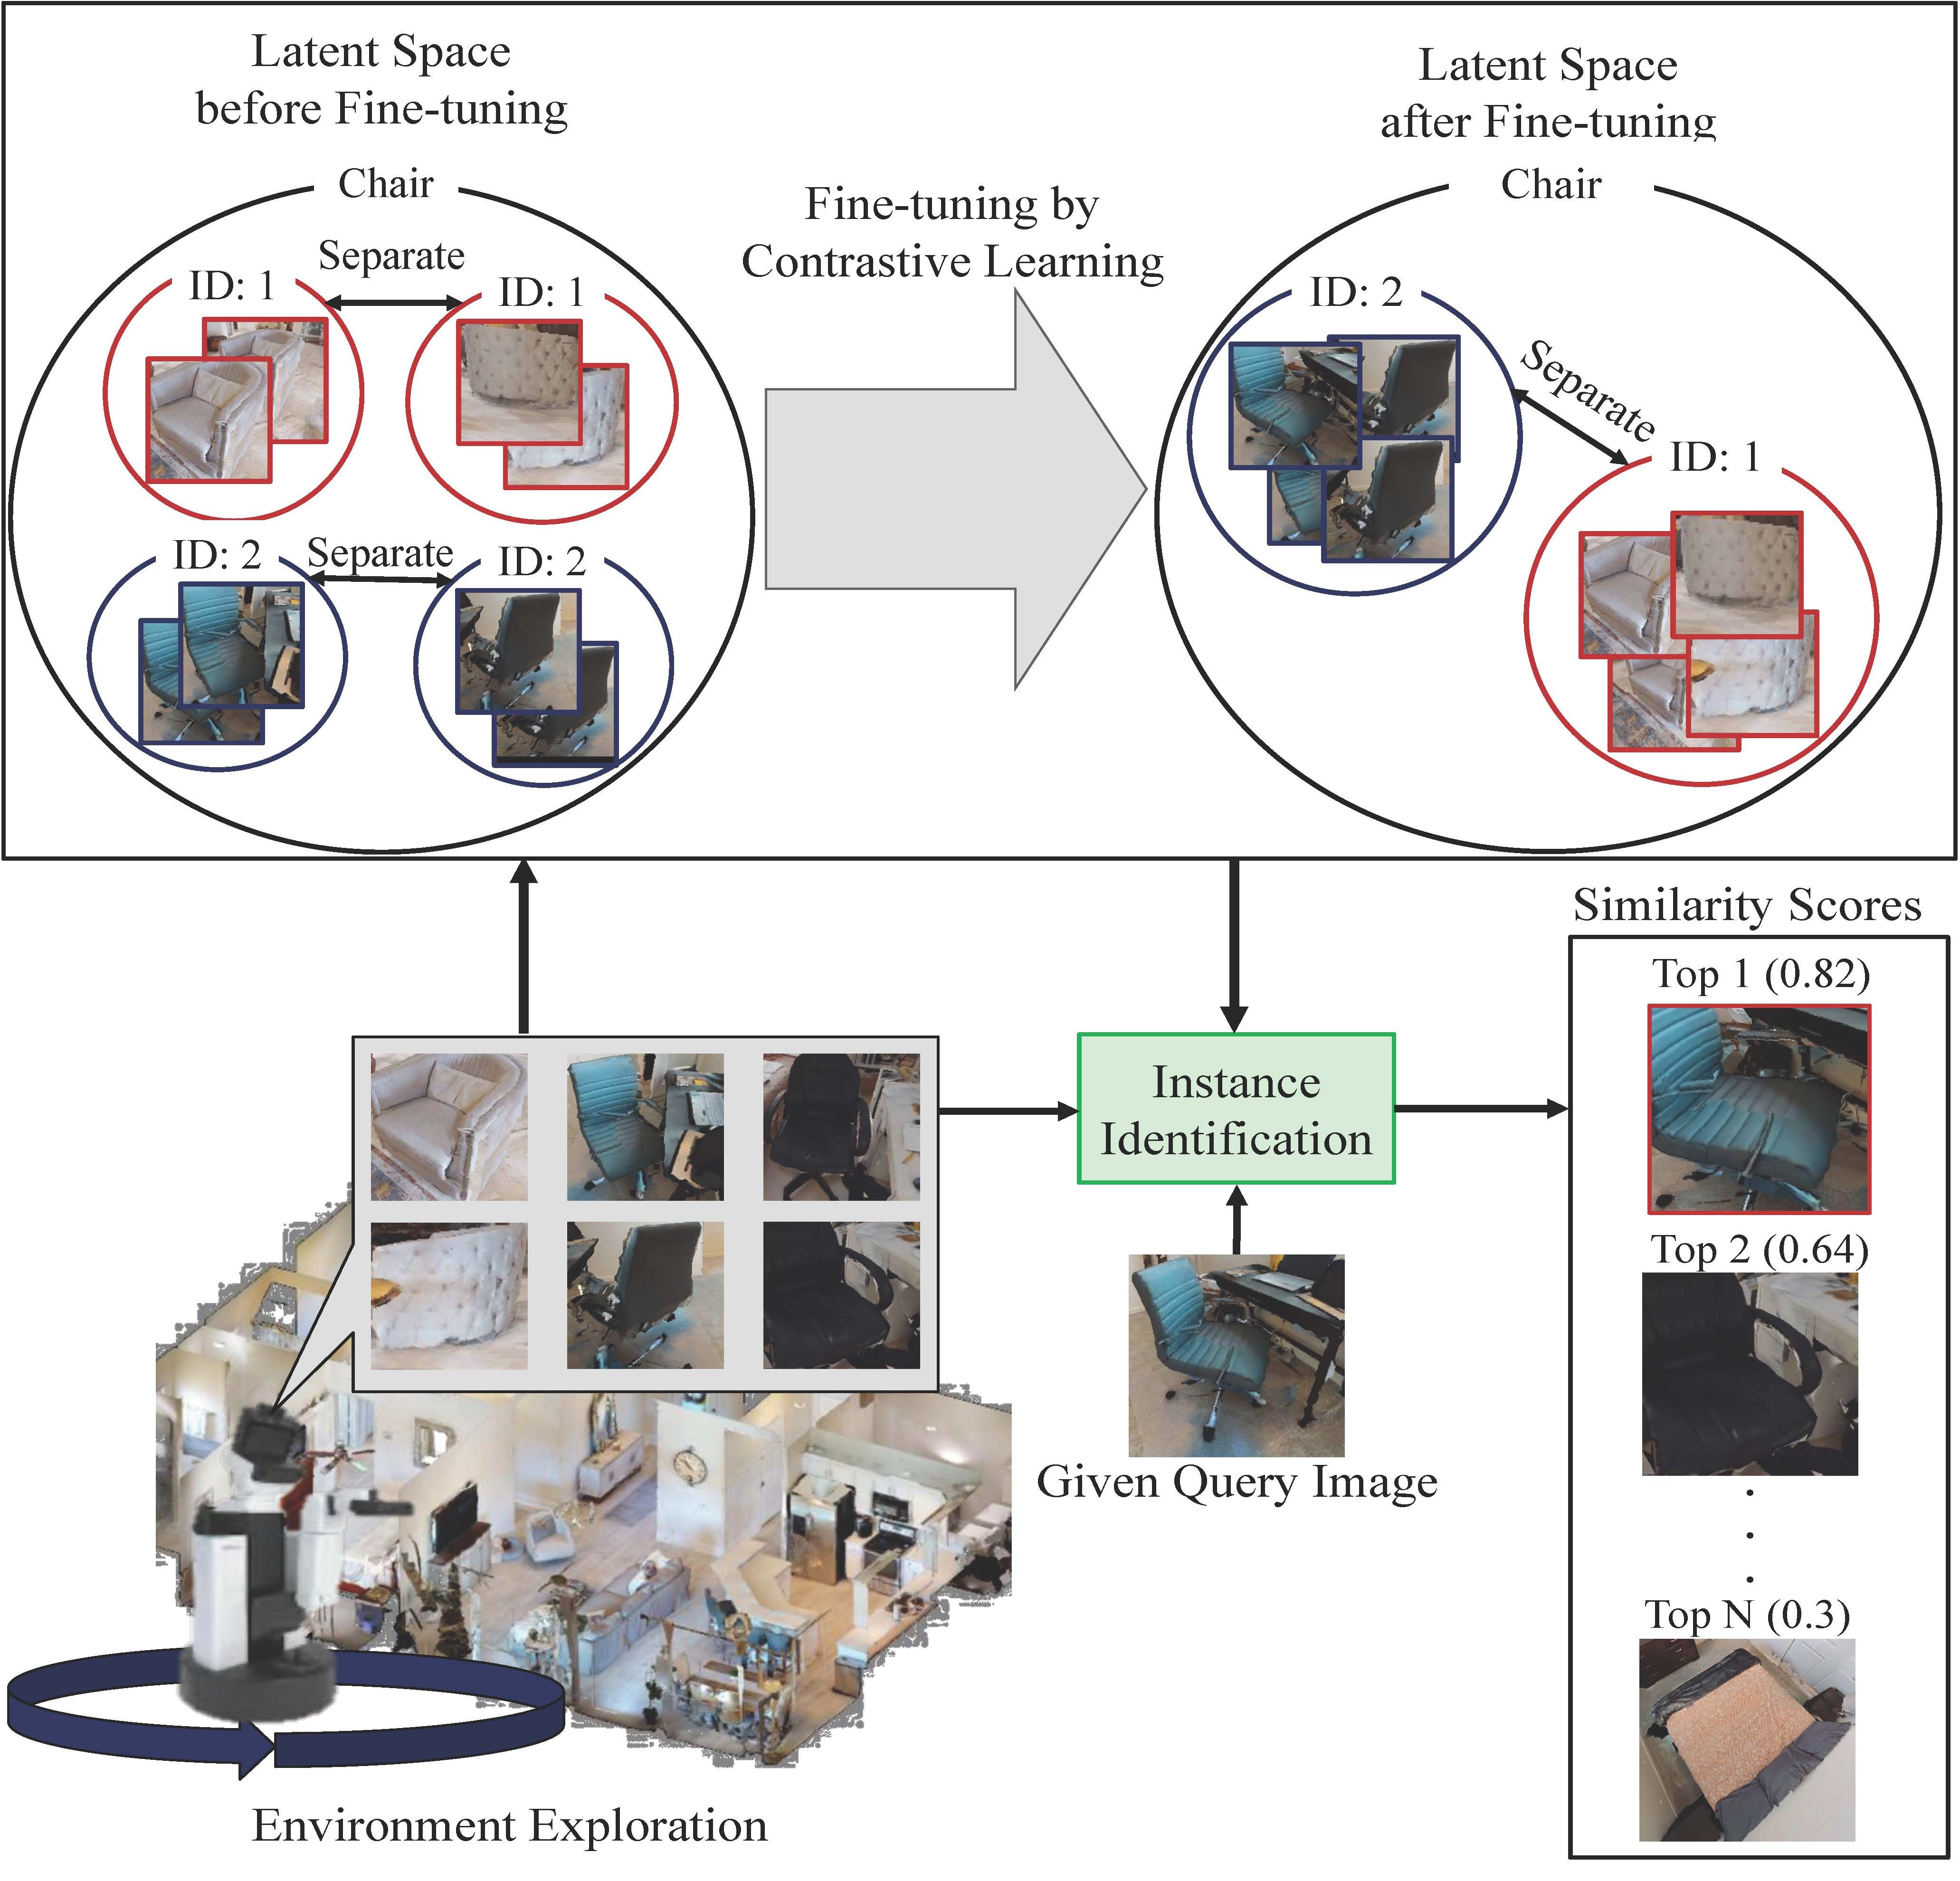 Latent Space
before Fine-tuning
Latent Space
after Fine-tuning
Chair
Chair
Fine-tuning by
Contrastive Learning
Separate
ID: 1
ID: 1
ID: 2
Separate
ID: 1
Separate
ID: 2
ID: 2
Similarity Scores
Top 1 (0.82)
Instance
Identification
Top 2 (0.64)
Given Query Image
Top N (0.3)
Environment Exploration